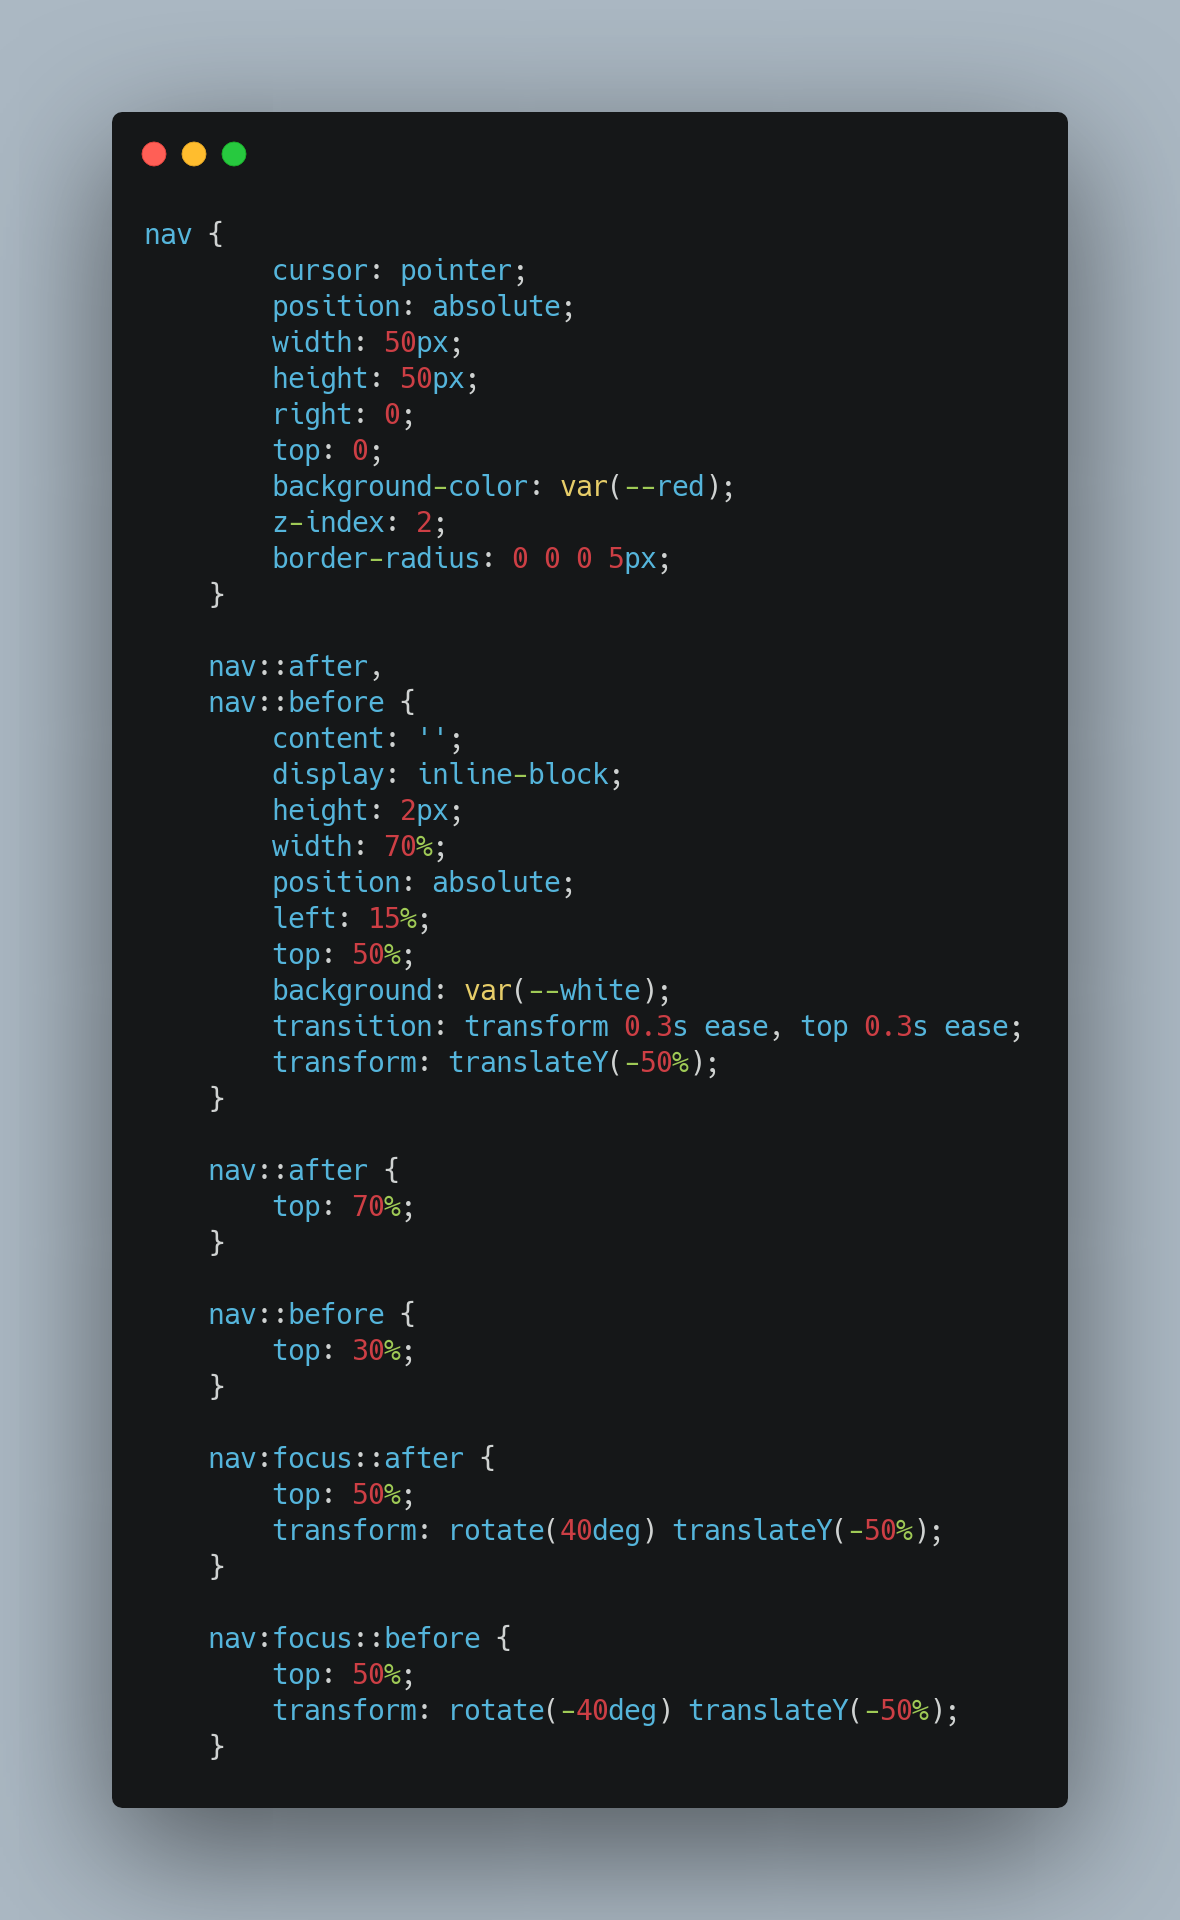 nav {
        cursor: pointer;
        position: absolute;
        width: 50px;
        height: 50px;
        right: 0;
        top: 0;
        background-color: var(--red);
        z-index: 2;
        border-radius: 0 0 0 5px;
    }

    nav::after,
    nav::before {
        content: '';
        display: inline-block;
        height: 2px;
        width: 70%;
        position: absolute;
        left: 15%;
        top: 50%;
        background: var(--white);
        transition: transform 0.3s ease, top 0.3s ease;
        transform: translateY(-50%);
    }

    nav::after {
        top: 70%;
    }

    nav::before {
        top: 30%;
    }

    nav:focus::after {
        top: 50%;
        transform: rotate(40deg) translateY(-50%);
    }

    nav:focus::before {
        top: 50%;
        transform: rotate(-40deg) translateY(-50%);
    }